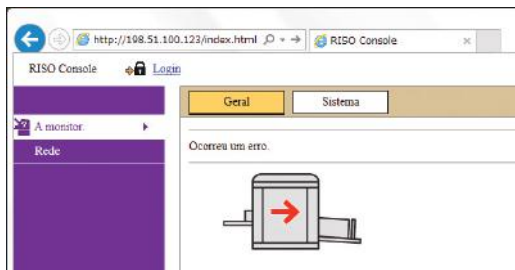 http://198.51.100.123/index.html
RISO Console
RISO Console
Login
Geral
Sistema
A monitor.
Rede
Ocorreu um erro.